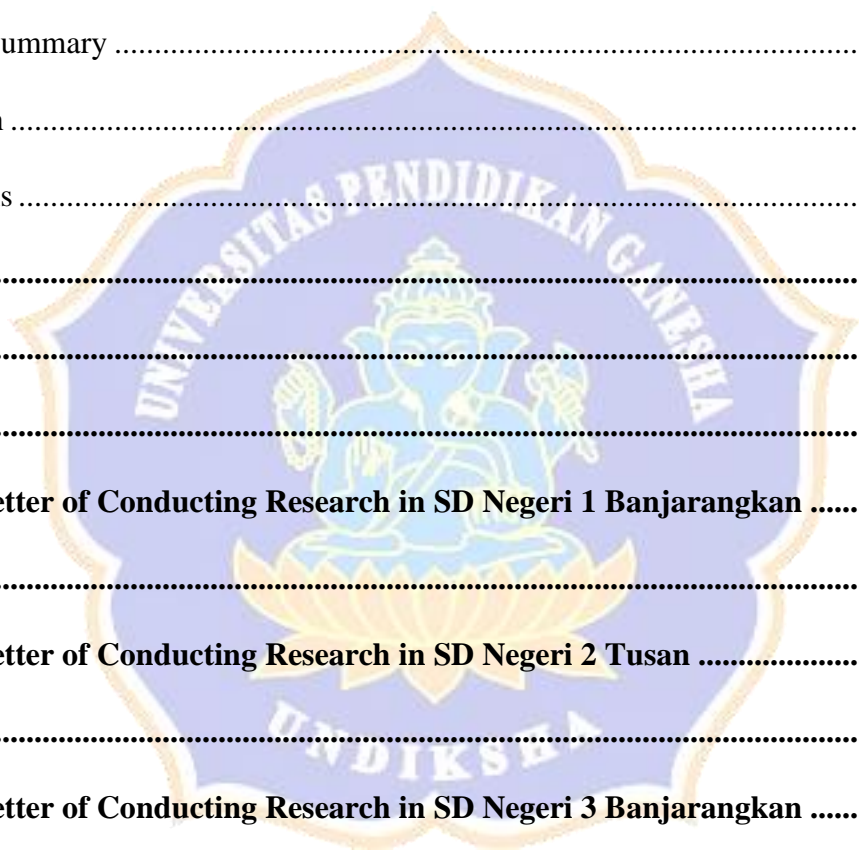 ummary ..............................................................................................................................
n ..............................................................................................................................
s ..............................................................................................................................
UNIVERSITAS PENDIDIKAN GANESHA
..............................................................................................................................
..............................................................................................................................
..............................................................................................................................
etter of Conducting Research in SD Negeri 1 Banjarangkan ......
..............................................................................................................................
etter of Conducting Research in SD Negeri 2 Tusan ....................
..............................................................................................................................
UNDIKSHA
etter of Conducting Research in SD Negeri 3 Banjarangkan ......